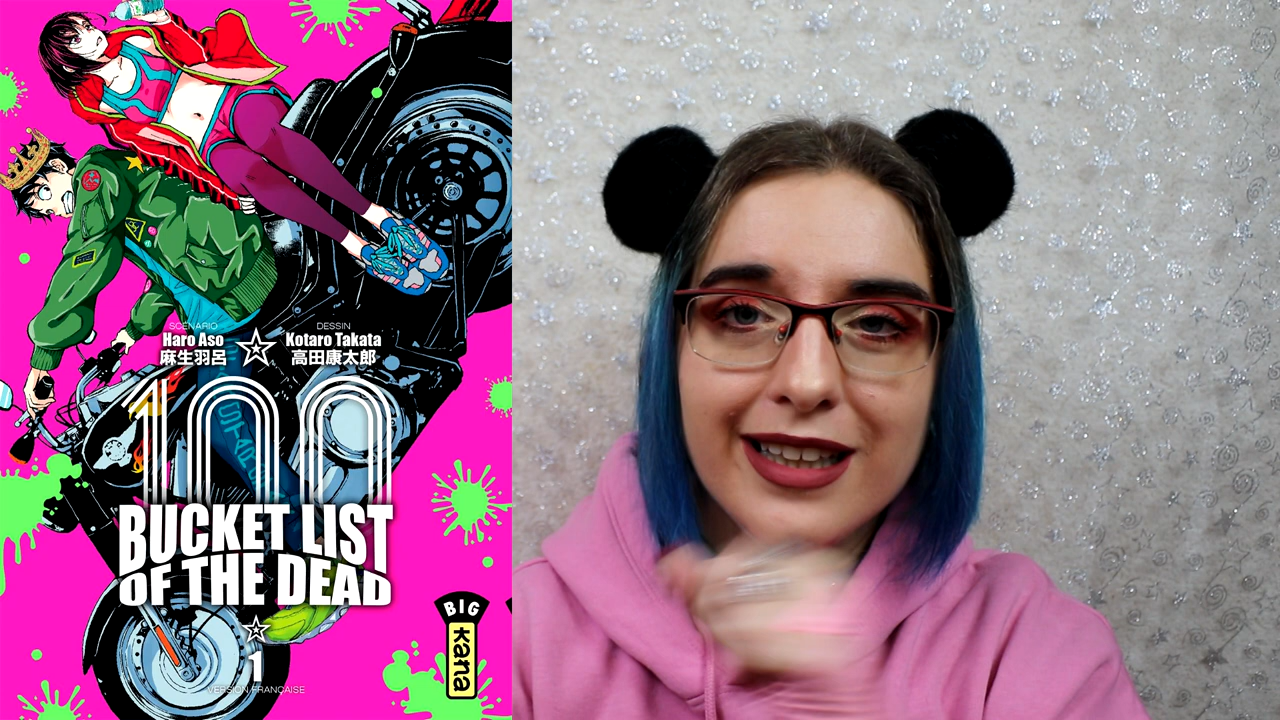 SCÉNARIO
Haro Aso
麻生羽呂
DESSIN
Kotaro Takata
高田康太郎
100
BUCKET LIST
OF THE DEAD
1
VERSION FRANÇAISE
BIG
kana